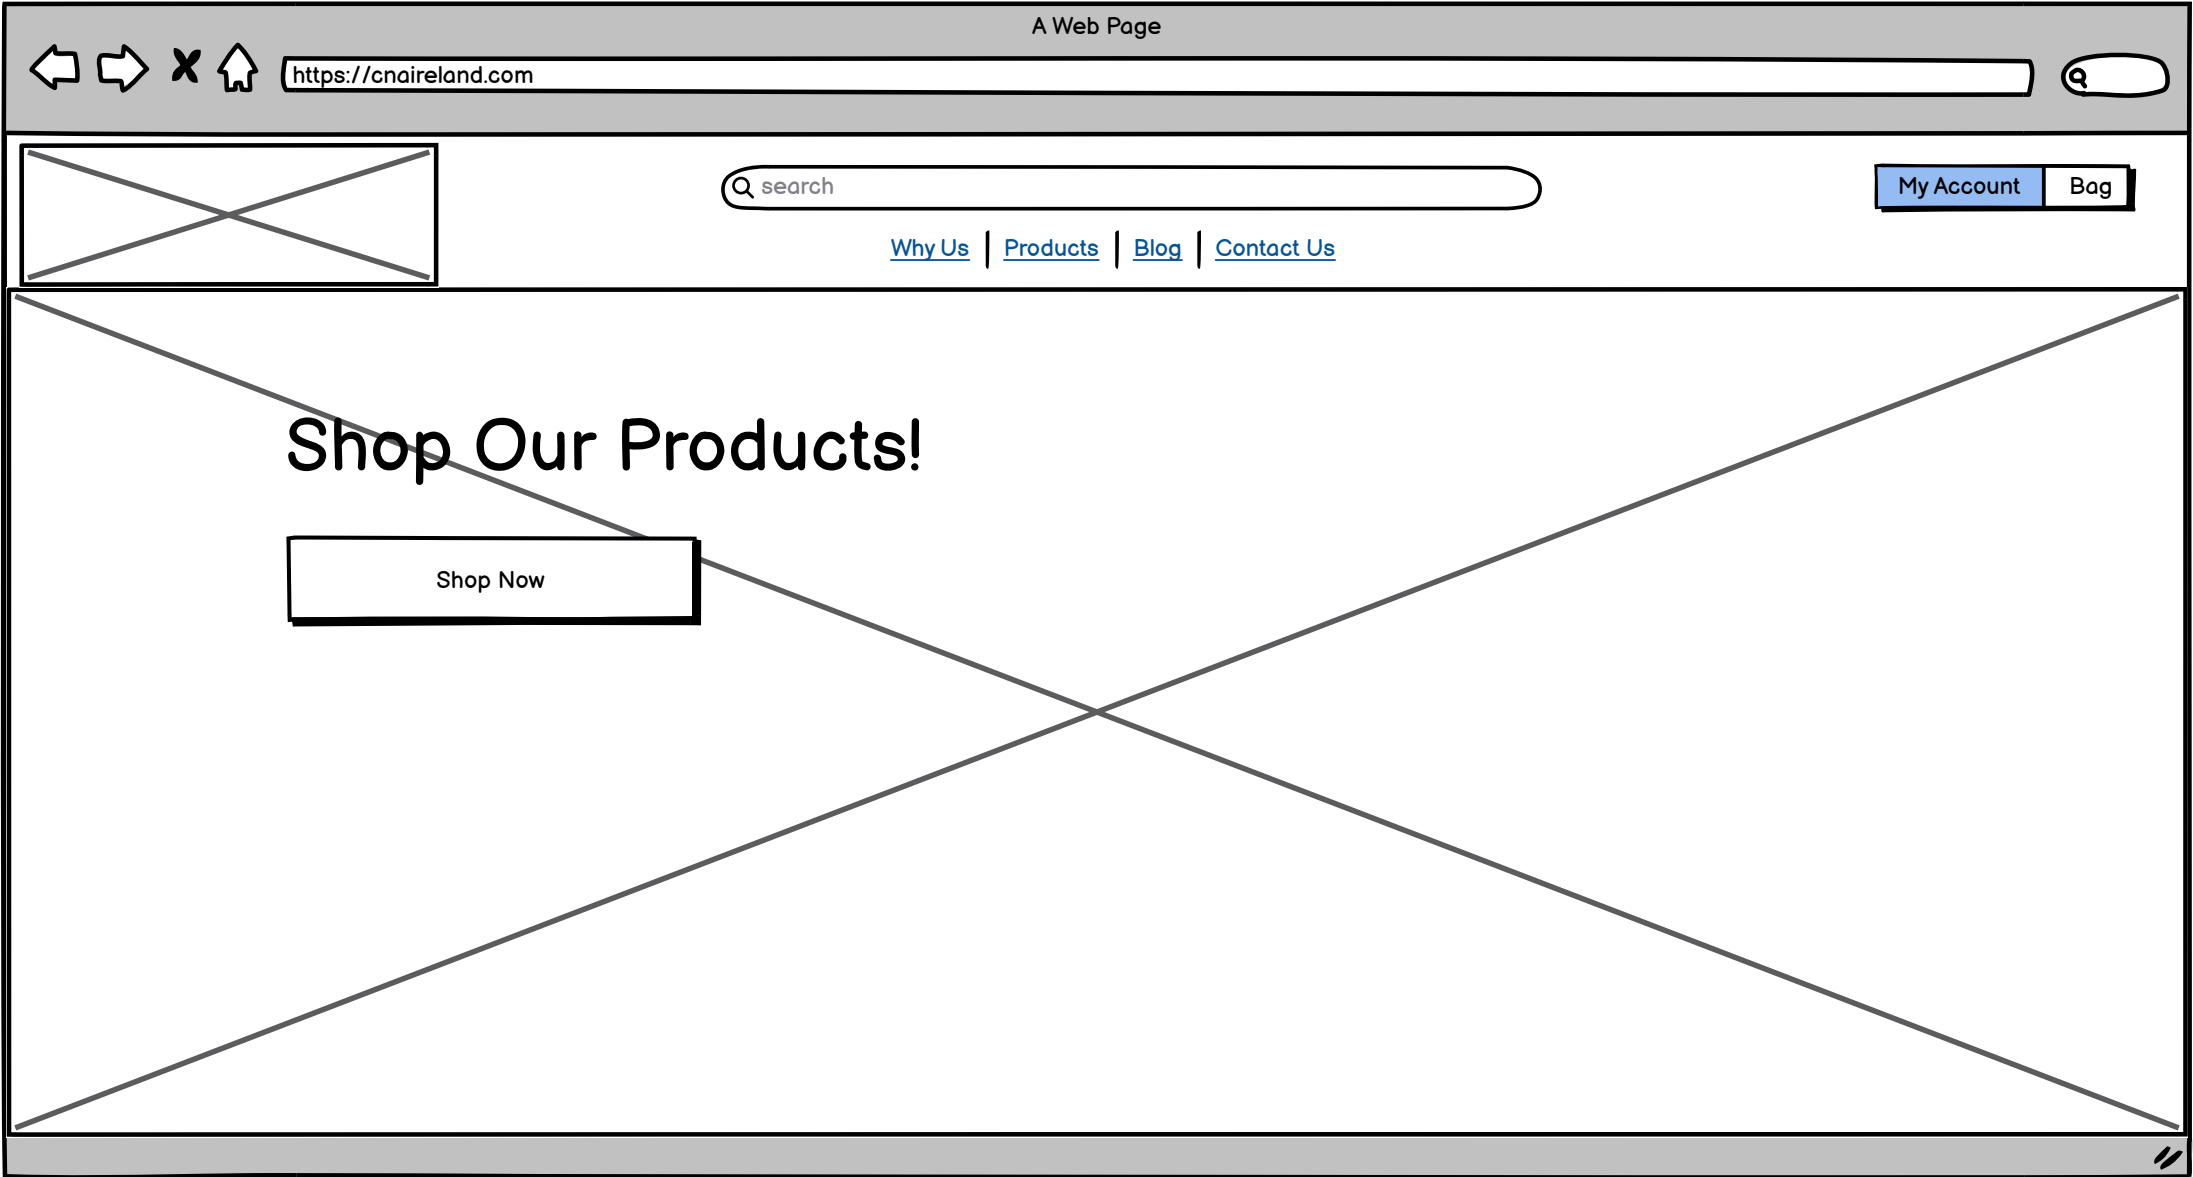 A Web Page
https://cnaireland.com
search
My Account
Bag
Why Us
Products
Blog
Contact Us
Shop Our Products!
Shop Now